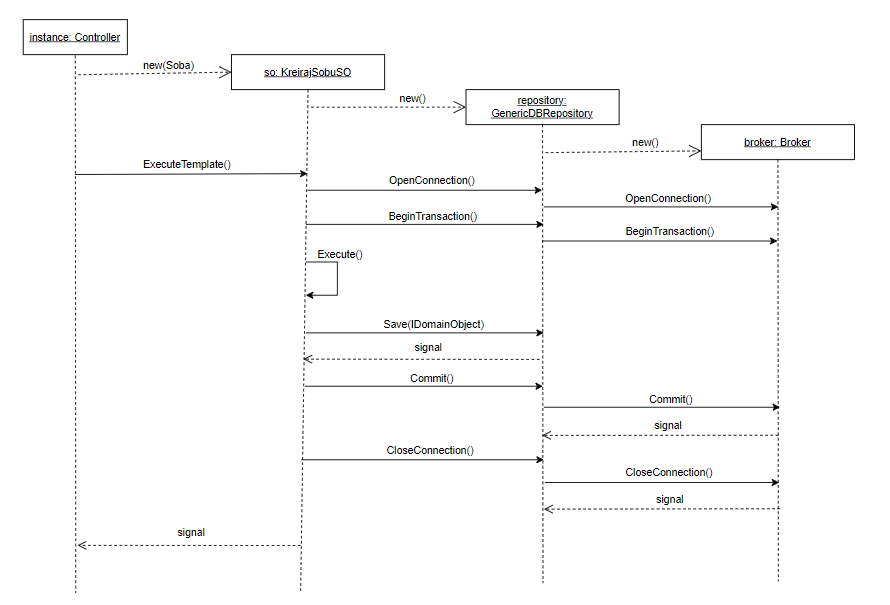 instance: Controller
new(Soba)
so: KreirajSobuSO
new()
repository:
GenericDBRepository
new()
broker: Broker
ExecuteTemplate()
OpenConnection()
OpenConnection()
BeginTransaction()
BeginTransaction()
Execute()
Save(IDomainObject)
signal
Commit()
Commit()
signal
CloseConnection()
CloseConnection()
signal
signal